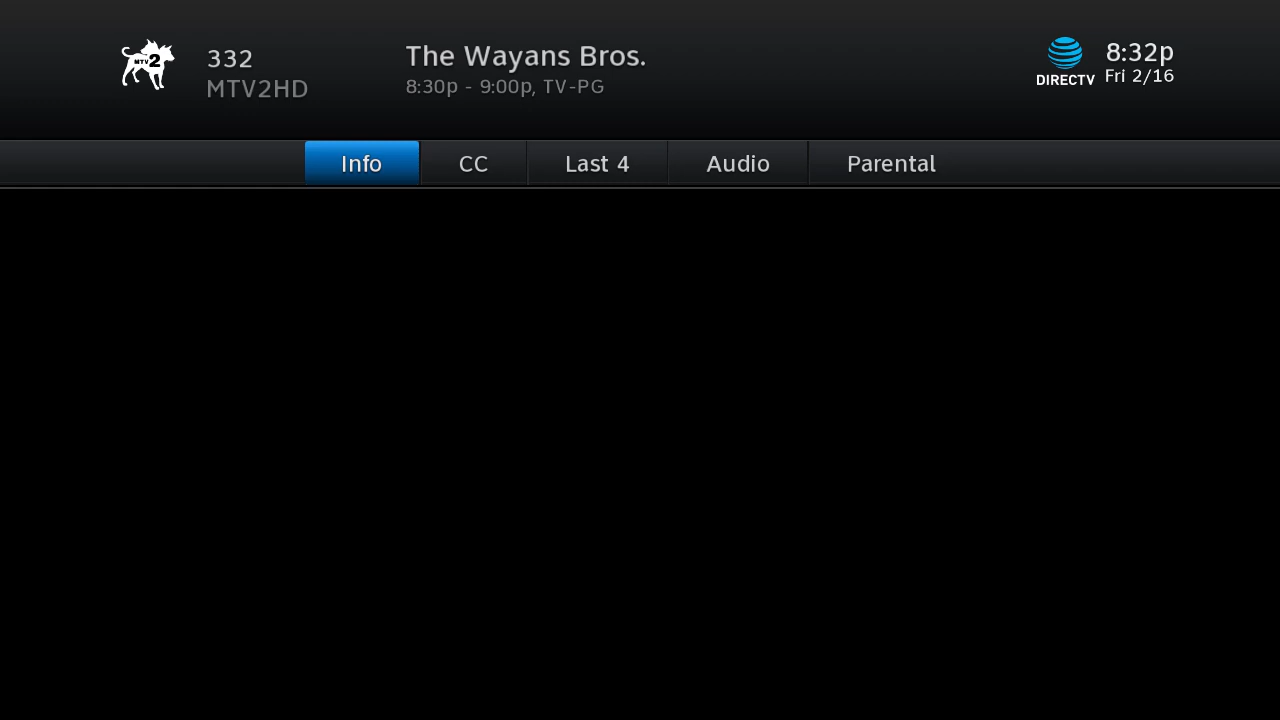 MTV2
332
MTV2HD
The Wayans Bros.
8:30p - 9:00p, TV-PG
DIRECTV
8:32p
Fri 2/16
Info
CC
Last 4
Audio
Parental